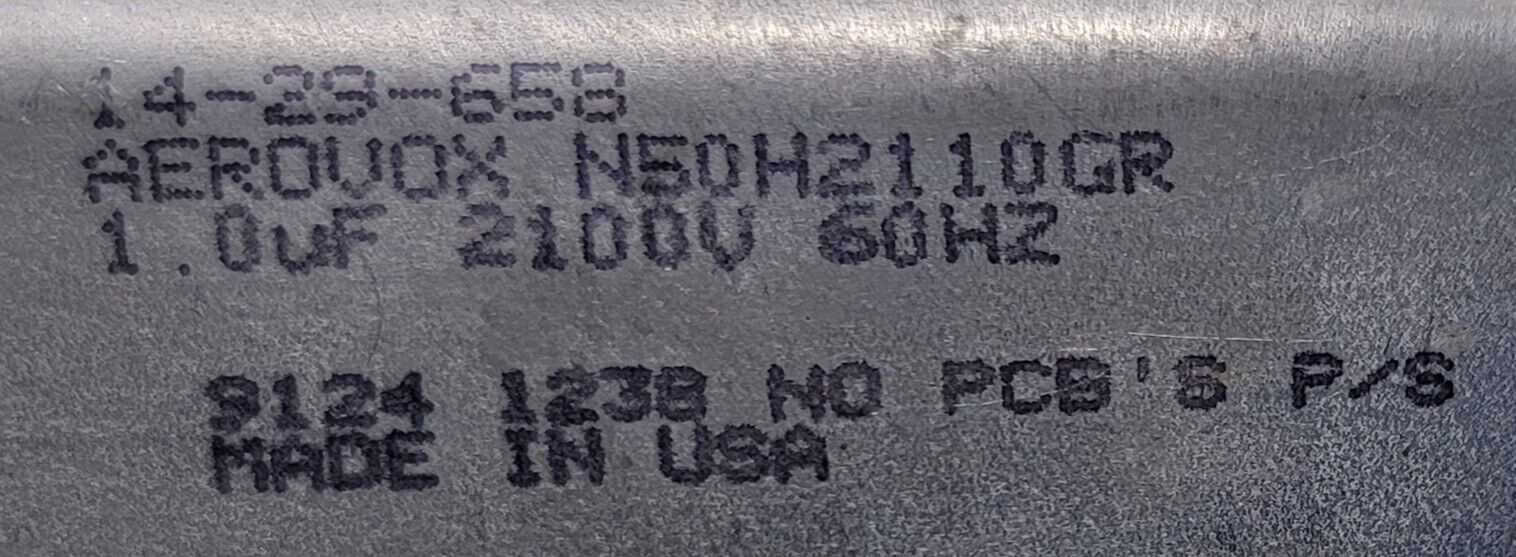 14-23-658
AEROVOX N50H2110GR
1.0uF 2100V 60HZ
9124 1238 NO PCB'S P/S
MADE IN USA